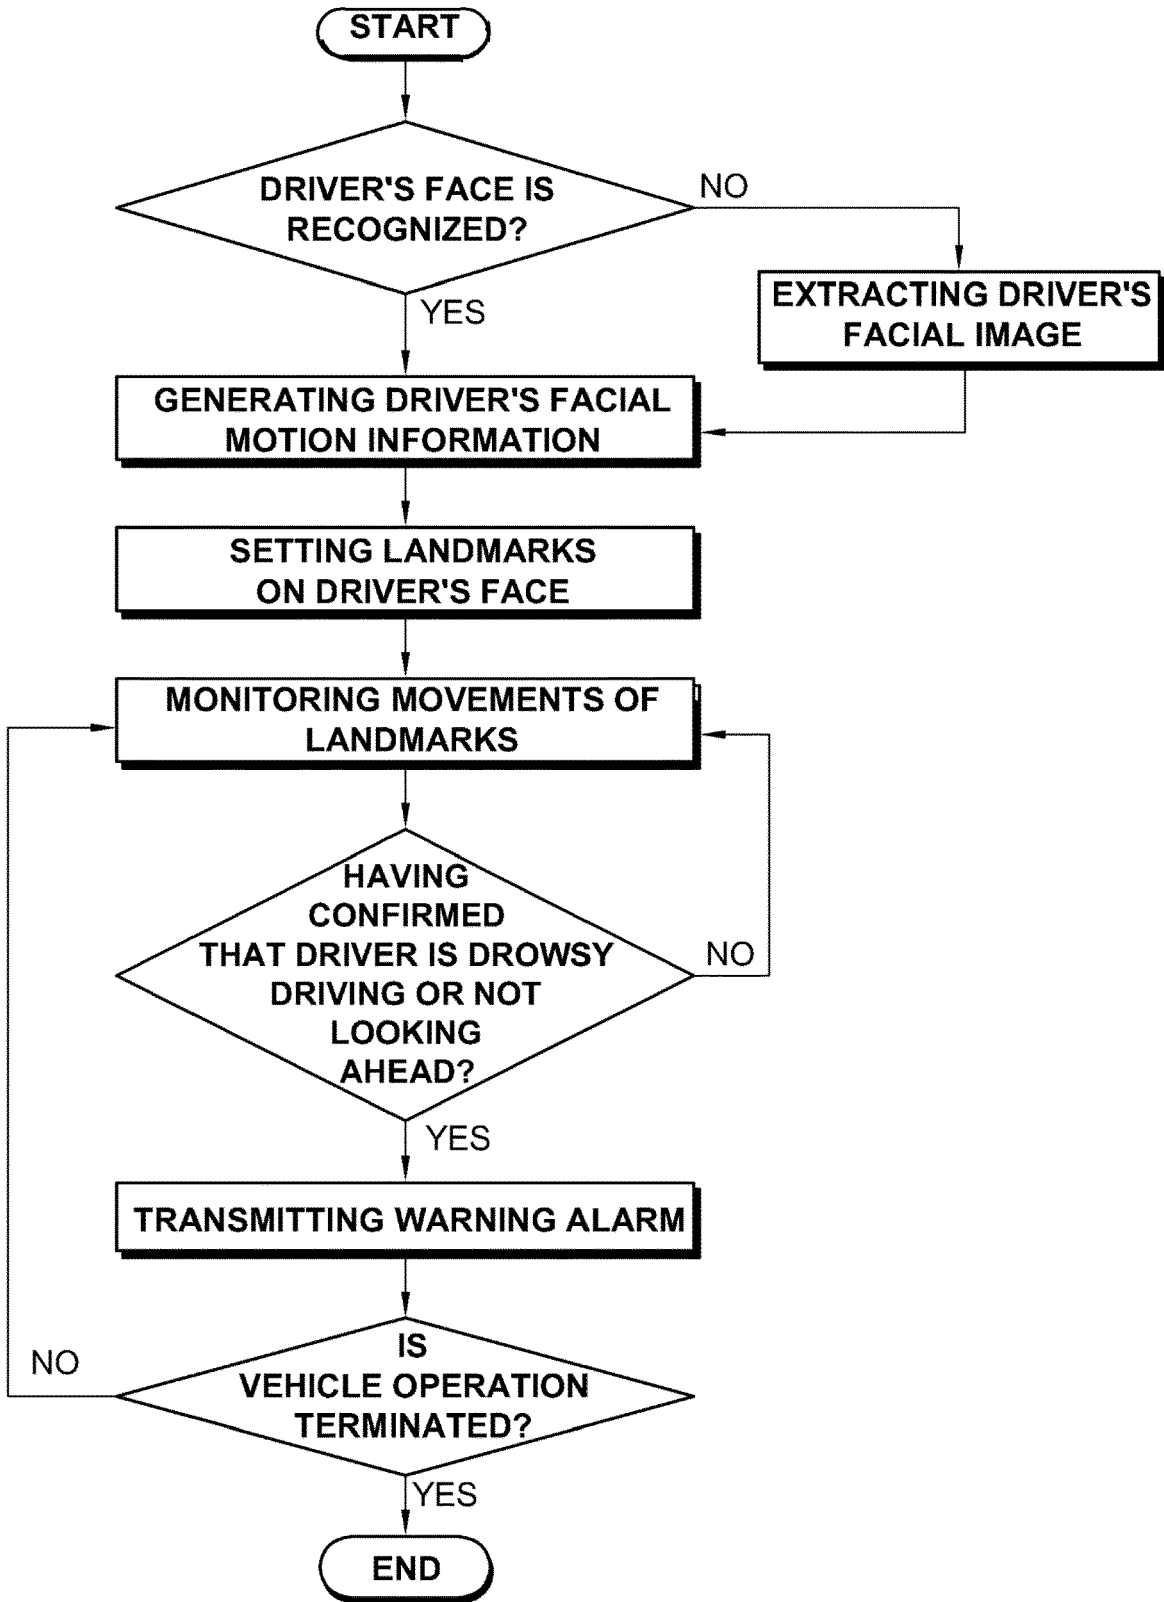 START
DRIVER'S FACE IS
RECOGNIZED?
NO
EXTRACTING DRIVER'S
FACIAL IMAGE
YES
GENERATING DRIVER'S FACIAL
MOTION INFORMATION
SETTING LANDMARKS
ON DRIVER'S FACE
MONITORING MOVEMENTS OF
LANDMARKS
HAVING
CONFIRMED
THAT DRIVER IS DROWSY
DRIVING OR NOT
LOOKING
AHEAD?
NO
YES
TRANSMITTING WARNING ALARM
IS
VEHICLE OPERATION
TERMINATED?
NO
YES
END